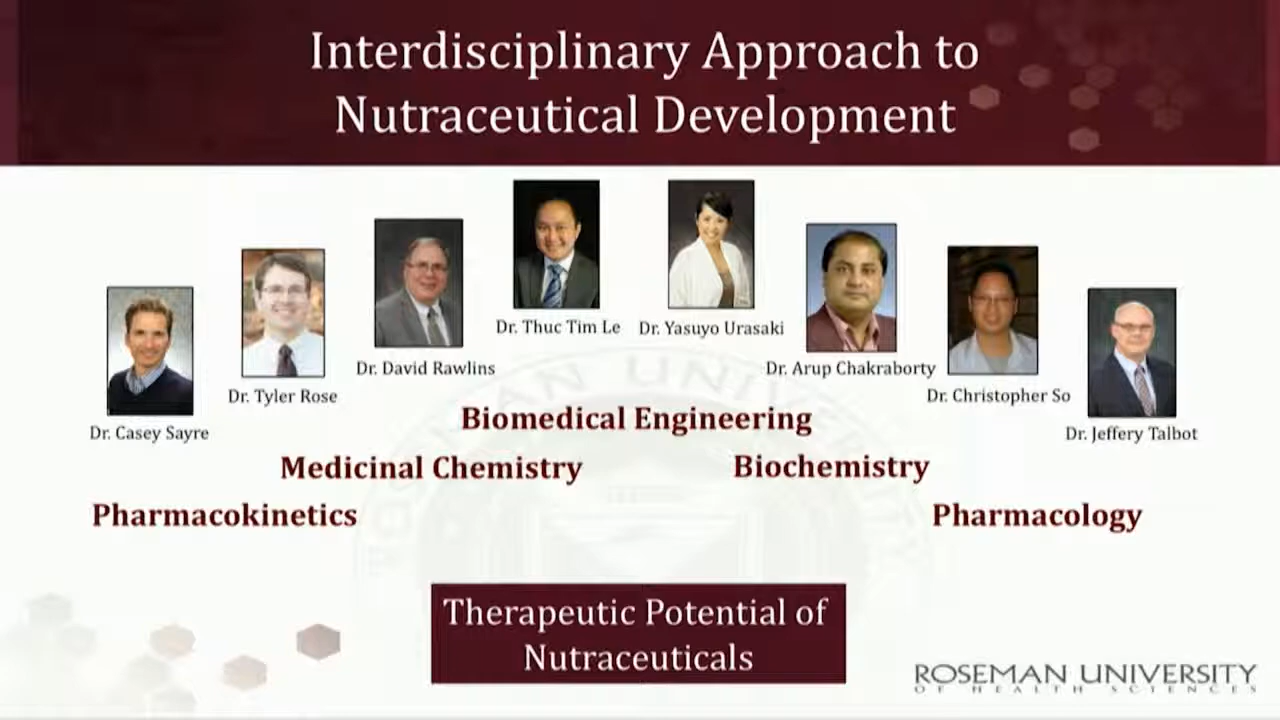 Interdisciplinary Approach to
Nutraceutical Development
Dr. Thuc Tim Le
Dr. Yasuyo Urasaki
Dr. David Rawlins
Dr. Arup Chakraborty
Dr. Tyler Rose
Dr. Christopher So
Dr. Casey Sayre
Dr. Jeffery Talbot
Biomedical Engineering
Medicinal Chemistry
Biochemistry
Pharmacokinetics
Pharmacology
Therapeutic Potential of
Nutraceuticals
ROSEMAN UNIVERSITY
OF HEALTH SCIENCES